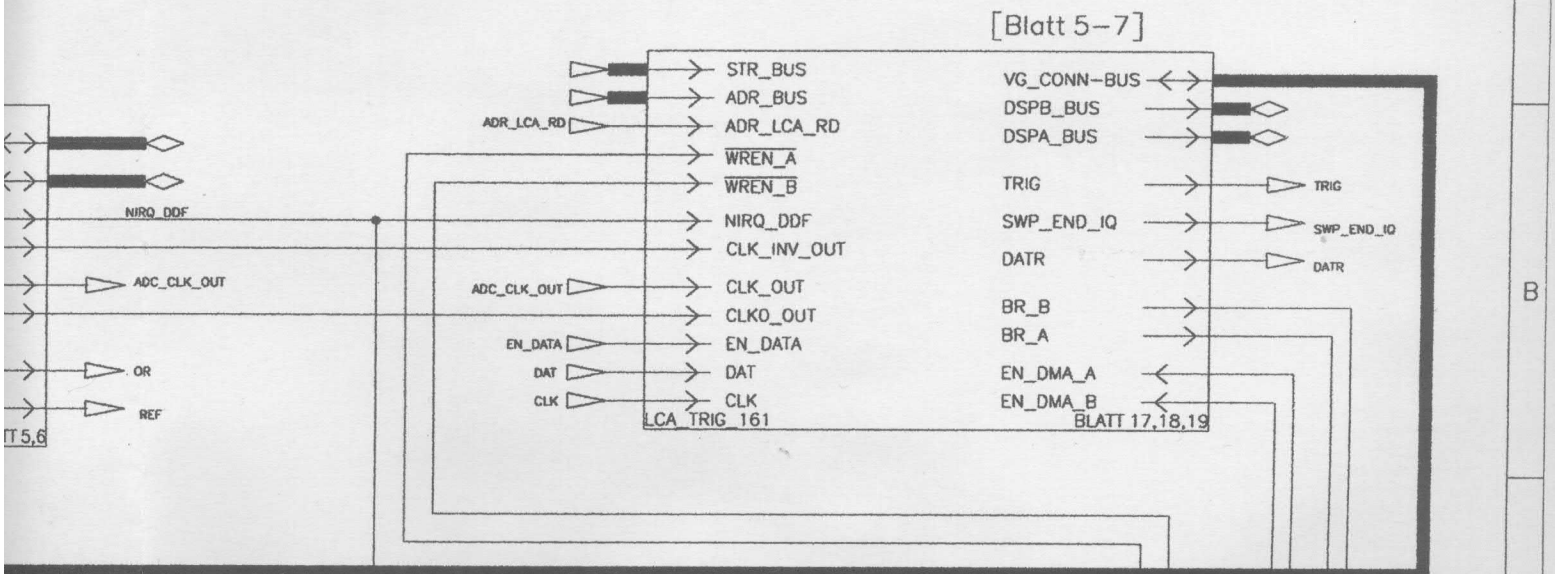 [Blatt 5-7]
STR_BUS
ADR_BUS
ADR_LCA_RD
ADR_LCA_RD
WREN_A
WREN_B
NIRQ_DDF
NIRQ_DDF
CLK_INV_OUT
ADC_CLK_OUT
ADC_CLK_OUT
CLK_OUT
CLKO_OUT
EN_DATA
EN_DATA
DAT
DAT
CLK
CLK
OR
REF
TT 5,6
LCA_TRIG_161
VG_CONN-BUS
DSPB_BUS
DSPA_BUS
TRIG
TRIG
SWP_END_IQ
SWP_END_IQ
DATR
DATR
BR_B
BR_A
EN_DMA_A
EN_DMA_B
BLATT 17,18,19
B